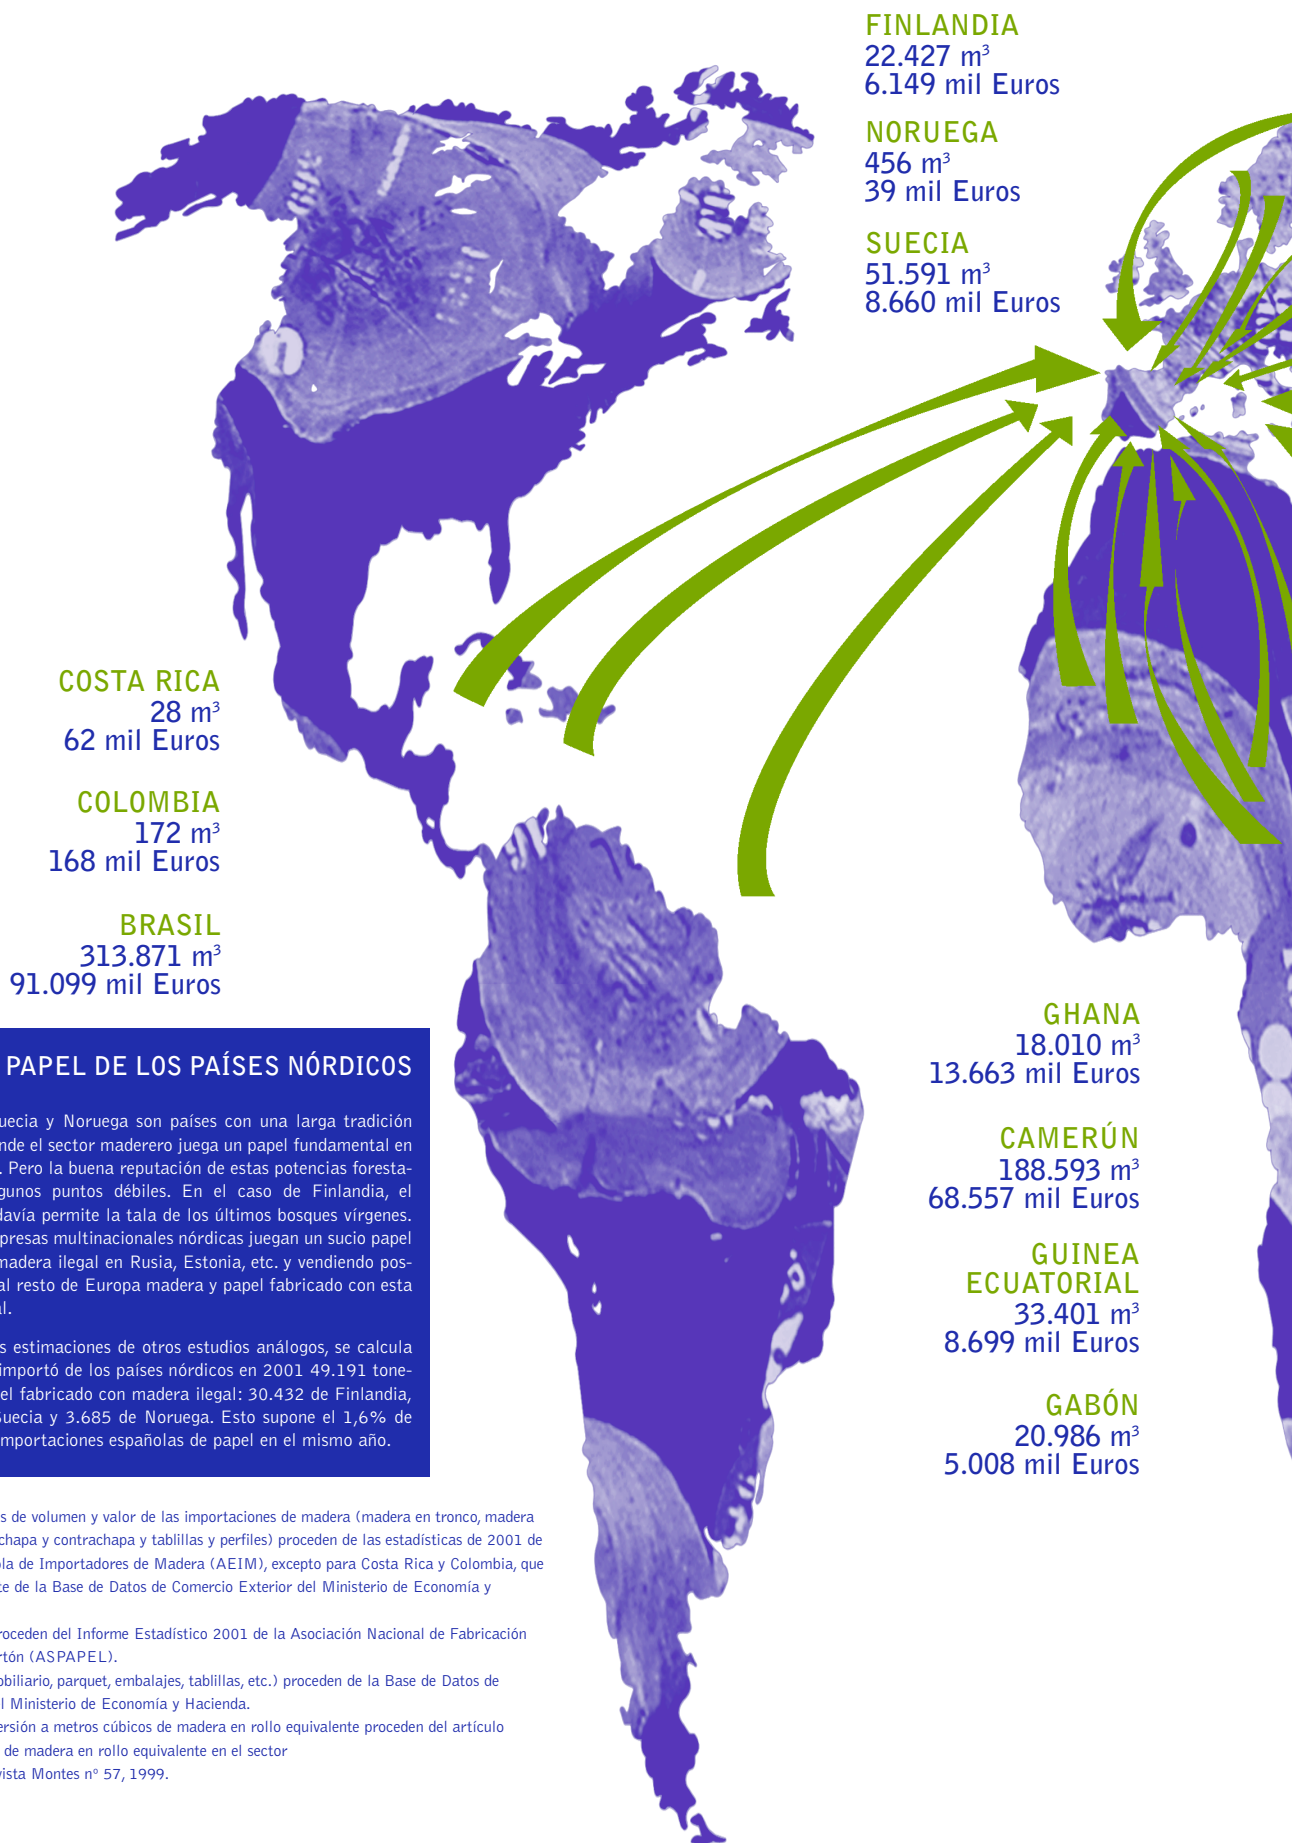 FINLANDIA
22.427 m³
6.149 mil Euros
NORUEGA
456 m³
39 mil Euros
SUECIA
51.591 m³
8.660 mil Euros
COSTA RICA
28 m³
62 mil Euros
COLOMBIA
172 m³
168 mil Euros
BRASIL
313.871 m³
91.099 mil Euros
GHANA
18.010 m³
13.663 mil Euros
CAMERÚN
188.593 m³
68.557 mil Euros
GUINEA
ECUATORIAL
33.401 m³
8.699 mil Euros
GABÓN
20.986 m³
5.008 mil Euros
PAPEL DE LOS PAÍSES NÓRDICOS
uecia y Noruega son países con una larga tradición
nde el sector maderero juega un papel fundamental en
. Pero la buena reputación de estas potencias foresta-
gunos puntos débiles. En el caso de Finlandia, el
davía permite la tala de los últimos bosques vírgenes.
presas multinacionales nórdicas juegan un sucio papel
madera ilegal en Rusia, Estonia, etc. y vendiendo pos-
al resto de Europa madera y papel fabricado con esta
al.
s estimaciones de otros estudios análogos, se calcula
importó de los países nórdicos en 2001 49.191 tone-
el fabricado con madera ilegal: 30.432 de Finlandia,
Suecia y 3.685 de Noruega. Esto supone el 1,6% de
importaciones españolas de papel en el mismo año.
s de volumen y valor de las importaciones de madera (madera en tronco, madera
chapa y contrachapa y tablillas y perfiles) proceden de las estadísticas de 2001 de
ola de Importadores de Madera (AEIM), excepto para Costa Rica y Colombia, que
te de la Base de Datos de Comercio Exterior del Ministerio de Economía y
roceden del Informe Estadístico 2001 de la Asociación Nacional de Fabricación
rtón (ASPAPEL).
obiliario, parquet, embalajes, tablillas, etc.) proceden de la Base de Datos de
l Ministerio de Economía y Hacienda.
ersión a metros cúbicos de madera en rollo equivalente proceden del artículo
de madera en rollo equivalente en el sector
vista Montes nº 57, 1999.